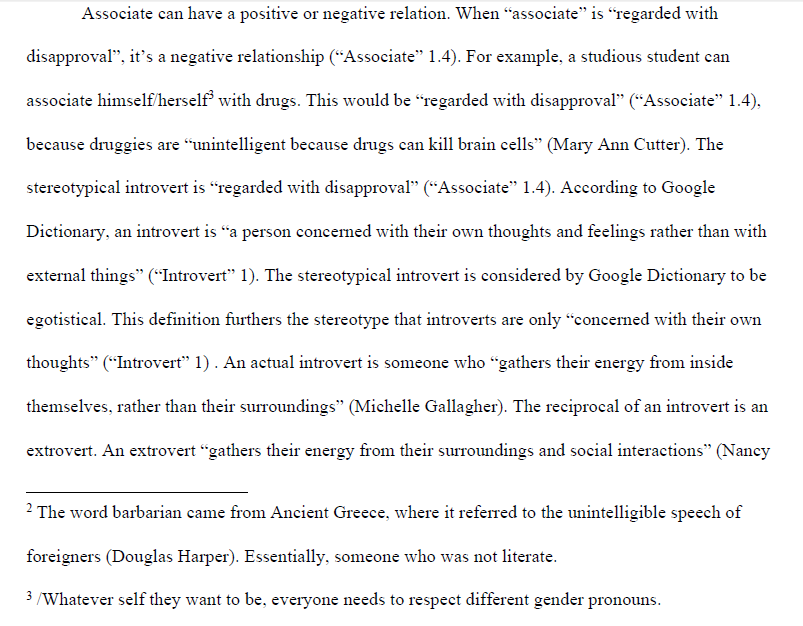 Associate can have a positive or negative relation. When “associate” is “regarded with
disapproval”, it’s a negative relationship (“Associate” 1.4). For example, a studious student can
associate himself/herself³ with drugs. This would be “regarded with disapproval” (“Associate” 1.4),
because druggies are “unintelligent because drugs can kill brain cells” (Mary Ann Cutter). The
stereotypical introvert is “regarded with disapproval” (“Associate” 1.4). According to Google
Dictionary, an introvert is “a person concerned with their own thoughts and feelings rather than with
external things” (“Introvert” 1). The stereotypical introvert is considered by Google Dictionary to be
egotistical. This definition furthers the stereotype that introverts are only “concerned with their own
thoughts” (“Introvert” 1) . An actual introvert is someone who “gathers their energy from inside
themselves, rather than their surroundings” (Michelle Gallagher). The reciprocal of an introvert is an
extrovert. An extrovert “gathers their energy from their surroundings and social interactions” (Nancy
² The word barbarian came from Ancient Greece, where it referred to the unintelligible speech of
foreigners (Douglas Harper). Essentially, someone who was not literate.
³ /Whatever self they want to be, everyone needs to respect different gender pronouns.